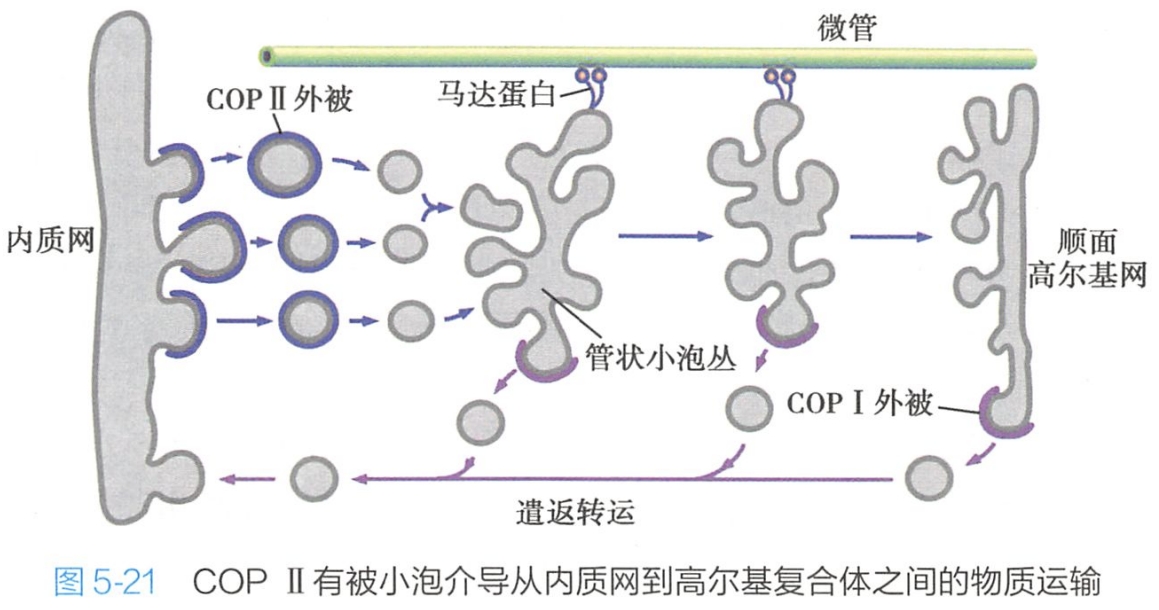 微管
马达蛋白
COPⅡ外被
内质网
顺面
高尔基网
管状小泡丛
COPⅠ外被
遣返转运
图 5-21 COP Ⅱ有被小泡介导从内质网到高尔基复合体之间的物质运输